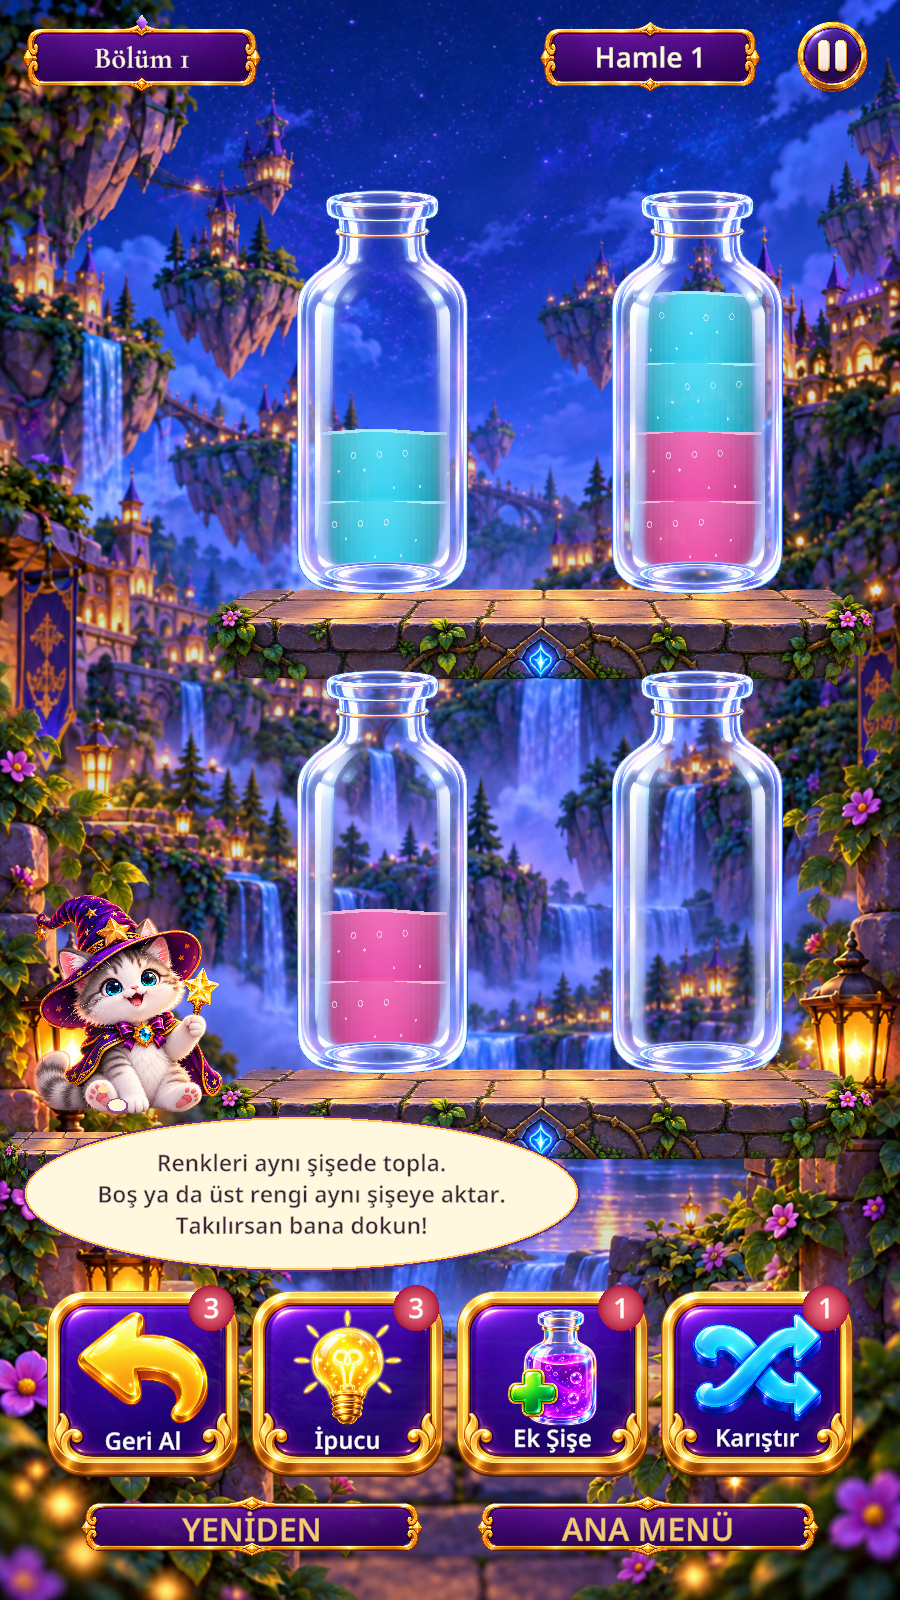 Bölüm 1
Hamle 1
Renkleri aynı şişede topla.
Boş ya da üst rengi aynı şişeye aktar.
Takılırsan bana dokun!
3
3
1
1
Geri Al
İpucu
Ek Şişe
Karıştır
YENİDEN
ANA MENÜ